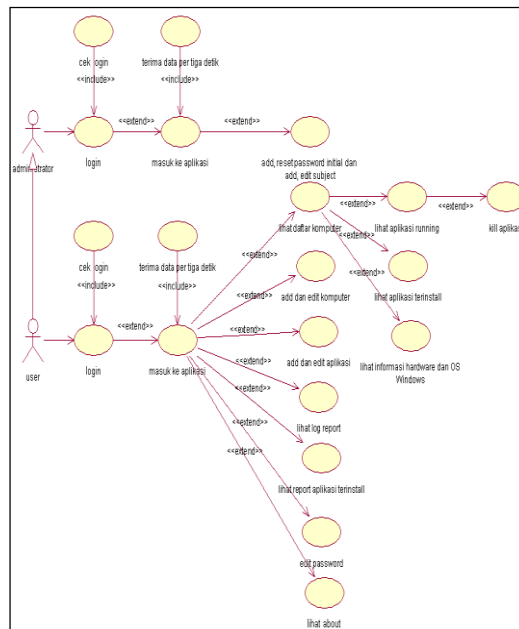 cek login
terima data per tiga detik
<<include>>
<<include>>
<<extend>>
<<extend>>
administrator
login
masuk ke aplikasi
add, reset password initial dan
add, edit subject
<<extend>>
<<extend>>
lihat daftar komputer
lihat aplikasi running
kill aplikasi
cek login
terima data per tiga detik
<<extend>>
<<extend>>
<<include>>
<<include>>
<<extend>>
<<extend>>
add dan edit komputer
lihat aplikasi terinstall
<<extend>>
<<extend>>
user
login
masuk ke aplikasi
add dan edit aplikasi
lihat informasi hardware dan OS
Windows
<<extend>>
<<extend>>
lihat log report
<<extend>>
<<extend>>
lihat report aplikasi terinstall
edit password
lihat about